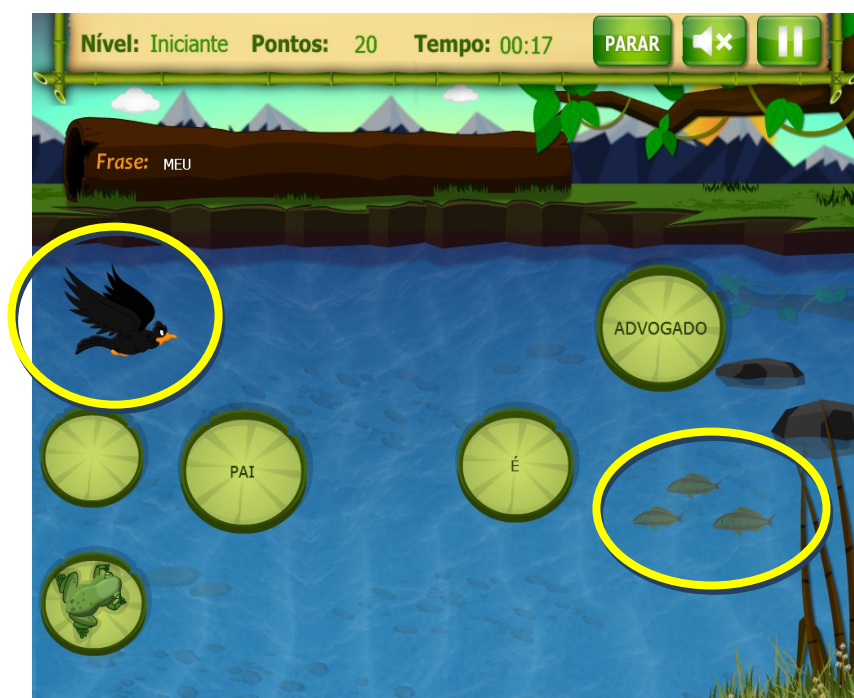 Nível: Iniciante Pontos: 20 Tempo: 00:17 PARAR
Frase: MEU
ADVOGADO
PAI
É